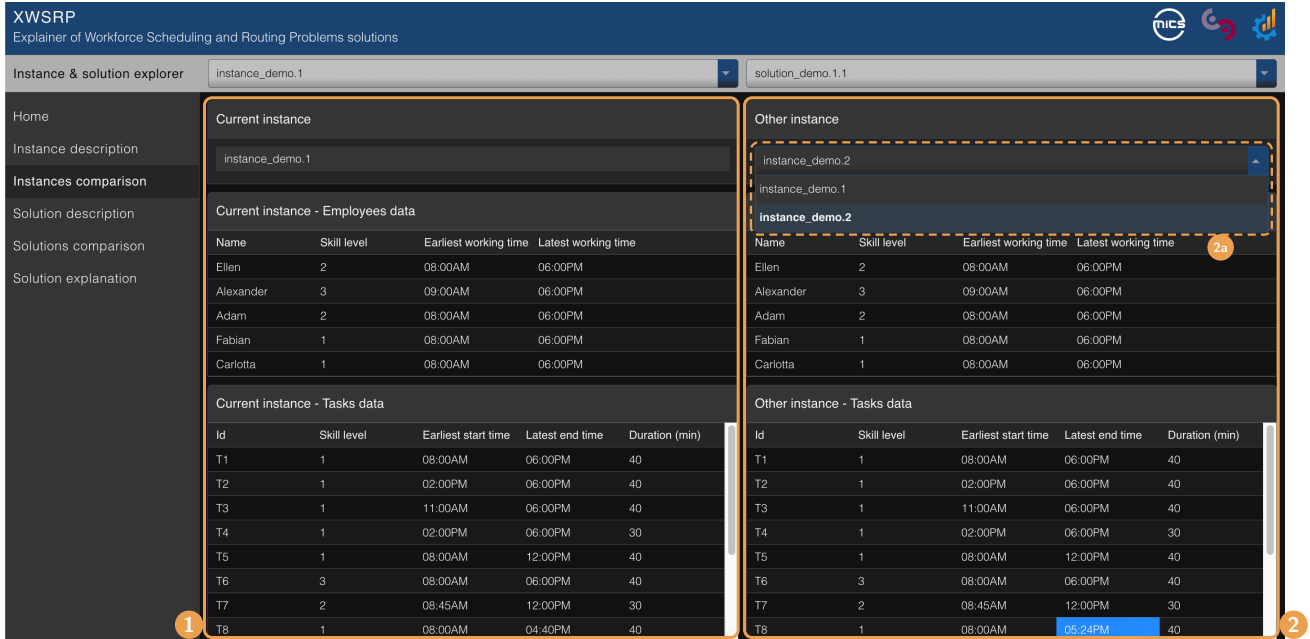 XWSRP
Explainer of Workforce Scheduling and Routing Problems solutions
mics
Instance & solution explorer
instance_demo.1
solution_demo.1.1
Home
Instance description
Instances comparison
Solution description
Solutions comparison
Solution explanation
Current instance
instance_demo.1
Current instance - Employees data
Name Skill level Earliest working time Latest working time
Ellen 2 08:00AM 06:00PM
Alexander 3 09:00AM 06:00PM
Adam 2 08:00AM 06:00PM
Fabian 1 08:00AM 06:00PM
Carlotta 1 08:00AM 06:00PM
Current instance - Tasks data
Id Skill level Earliest start time Latest end time Duration (min)
T1 1 08:00AM 06:00PM 40
T2 1 02:00PM 06:00PM 40
T3 1 11:00AM 06:00PM 40
T4 1 02:00PM 06:00PM 30
T5 1 08:00AM 12:00PM 40
T6 3 08:00AM 06:00PM 40
T7 2 08:45AM 12:00PM 30
T8 1 08:00AM 04:40PM 40
1
Other instance
instance_demo.2
instance_demo.1
instance_demo.2
2a
Name Skill level Earliest working time Latest working time
Ellen 2 08:00AM 06:00PM
Alexander 3 09:00AM 06:00PM
Adam 2 08:00AM 06:00PM
Fabian 1 08:00AM 06:00PM
Carlotta 1 08:00AM 06:00PM
Other instance - Tasks data
Id Skill level Earliest start time Latest end time Duration (min)
T1 1 08:00AM 06:00PM 40
T2 1 02:00PM 06:00PM 40
T3 1 11:00AM 06:00PM 40
T4 1 02:00PM 06:00PM 30
T5 1 08:00AM 12:00PM 40
T6 3 08:00AM 06:00PM 40
T7 2 08:45AM 12:00PM 30
T8 1 08:00AM 05:24PM 40
2